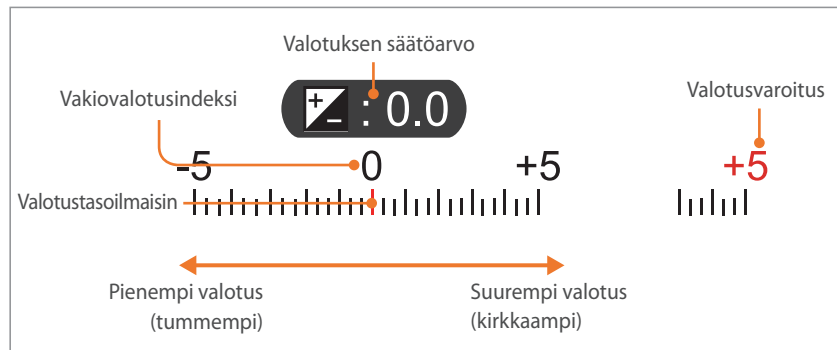 Valotuksen säätöarvo
Vakiovalotusindeksi
Valotusvaroitus
+ - : 0.0
-5 0 +5 +5
Valotustasoilmaisin
Pienempi valotus
(tummempi)
Suurempi valotus
(kirkkaampi)